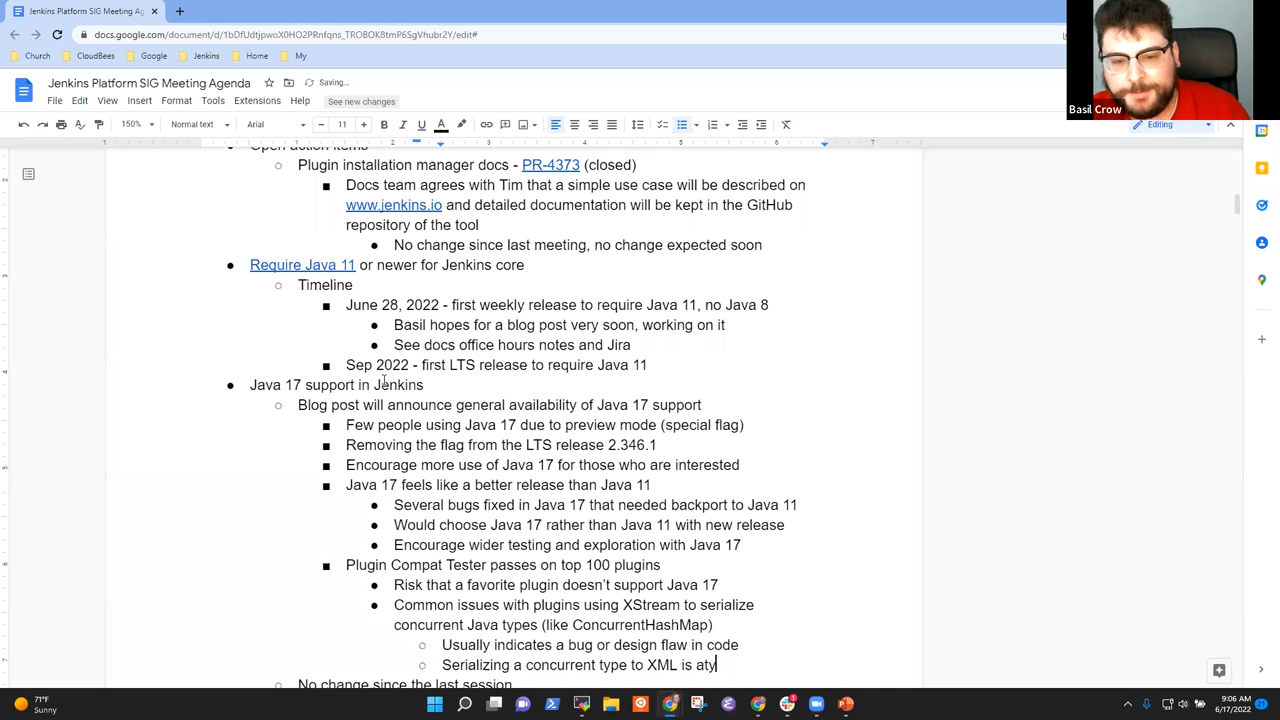 Jenkins Platform SIG Meeting Ag
docs.google.com/document/d/1bDfUdtjpwoX0HO2PRnfqns_TROBOK8tmP6SgVhubr2Y/edit#
Church CloudBees Google Jenkins Home My
Jenkins Platform SIG Meeting Agenda Saving...
File Edit View Insert Format Tools Extensions Help See new changes
150% Normal text Arial 11 Editing
Basil Crow
1 1 2 3 4 5 6 7
Open action items
Plugin installation manager docs - PR-4373 (closed)
Docs team agrees with Tim that a simple use case will be described on
www.jenkins.io and detailed documentation will be kept in the GitHub
repository of the tool
No change since last meeting, no change expected soon
Require Java 11 or newer for Jenkins core
Timeline
June 28, 2022 - first weekly release to require Java 11, no Java 8
Basil hopes for a blog post very soon, working on it
See docs office hours notes and Jira
Sep 2022 - first LTS release to require Java 11
Java 17 support in Jenkins
Blog post will announce general availability of Java 17 support
Few people using Java 17 due to preview mode (special flag)
Removing the flag from the LTS release 2.346.1
Encourage more use of Java 17 for those who are interested
Java 17 feels like a better release than Java 11
Several bugs fixed in Java 17 that needed backport to Java 11
Would choose Java 17 rather than Java 11 with new release
Encourage wider testing and exploration with Java 17
Plugin Compat Tester passes on top 100 plugins
Risk that a favorite plugin doesn't support Java 17
Common issues with plugins using XStream to serialize
concurrent Java types (like ConcurrentHashMap)
Usually indicates a bug or design flaw in code
Serializing a concurrent type to XML is aty
No change since the last session
71°F
Haze
9:06 AM
6/17/2022